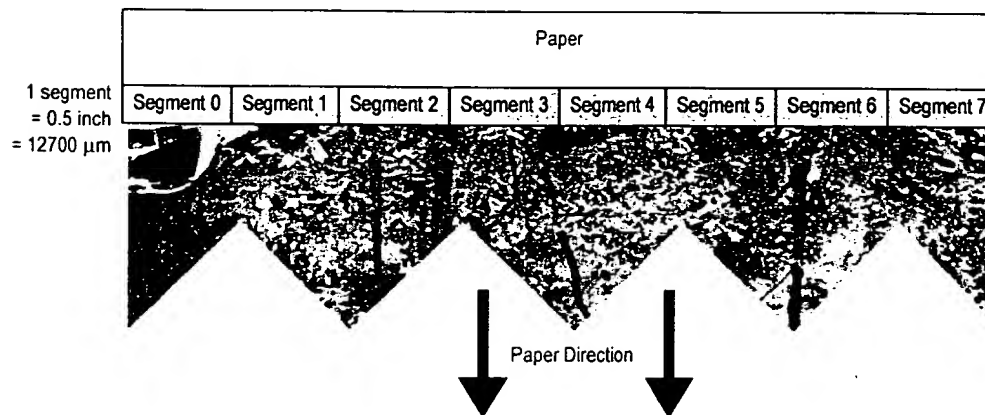 Paper
1 segment
= 0.5 inch
= 12700 µm
Segment 0 Segment 1 Segment 2 Segment 3 Segment 4 Segment 5 Segment 6 Segment 7
Paper Direction